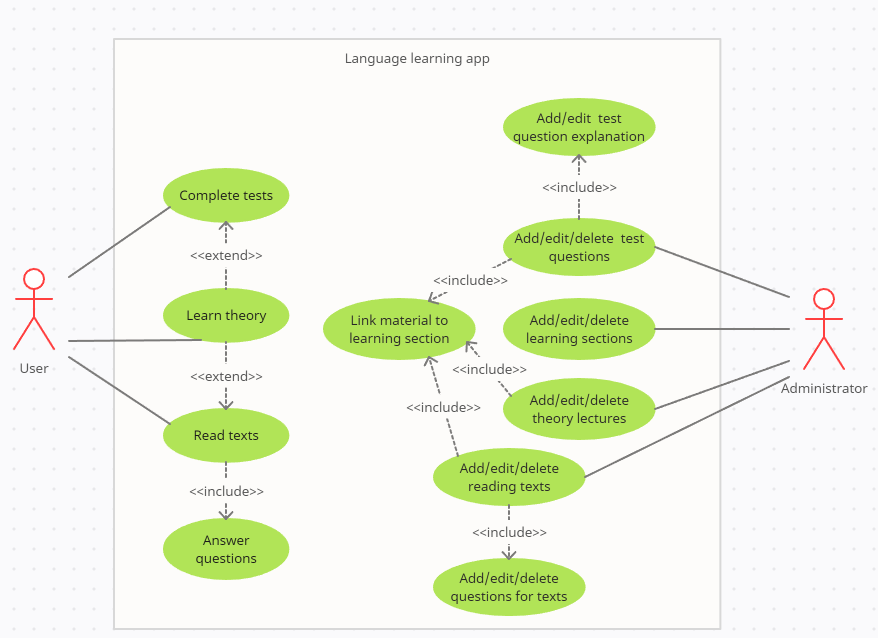 Language learning app
Add/edit  test
question explanation
<<include>>
Complete tests
<<extend>>
Add/edit/delete  test
questions
<<include>>
Learn theory
Link material to
learning section
Add/edit/delete
learning sections
User
Administrator
<<extend>>
<<include>>
<<include>>
Add/edit/delete
theory lectures
Read texts
Add/edit/delete
reading texts
<<include>>
<<include>>
Answer
questions
Add/edit/delete
questions for texts